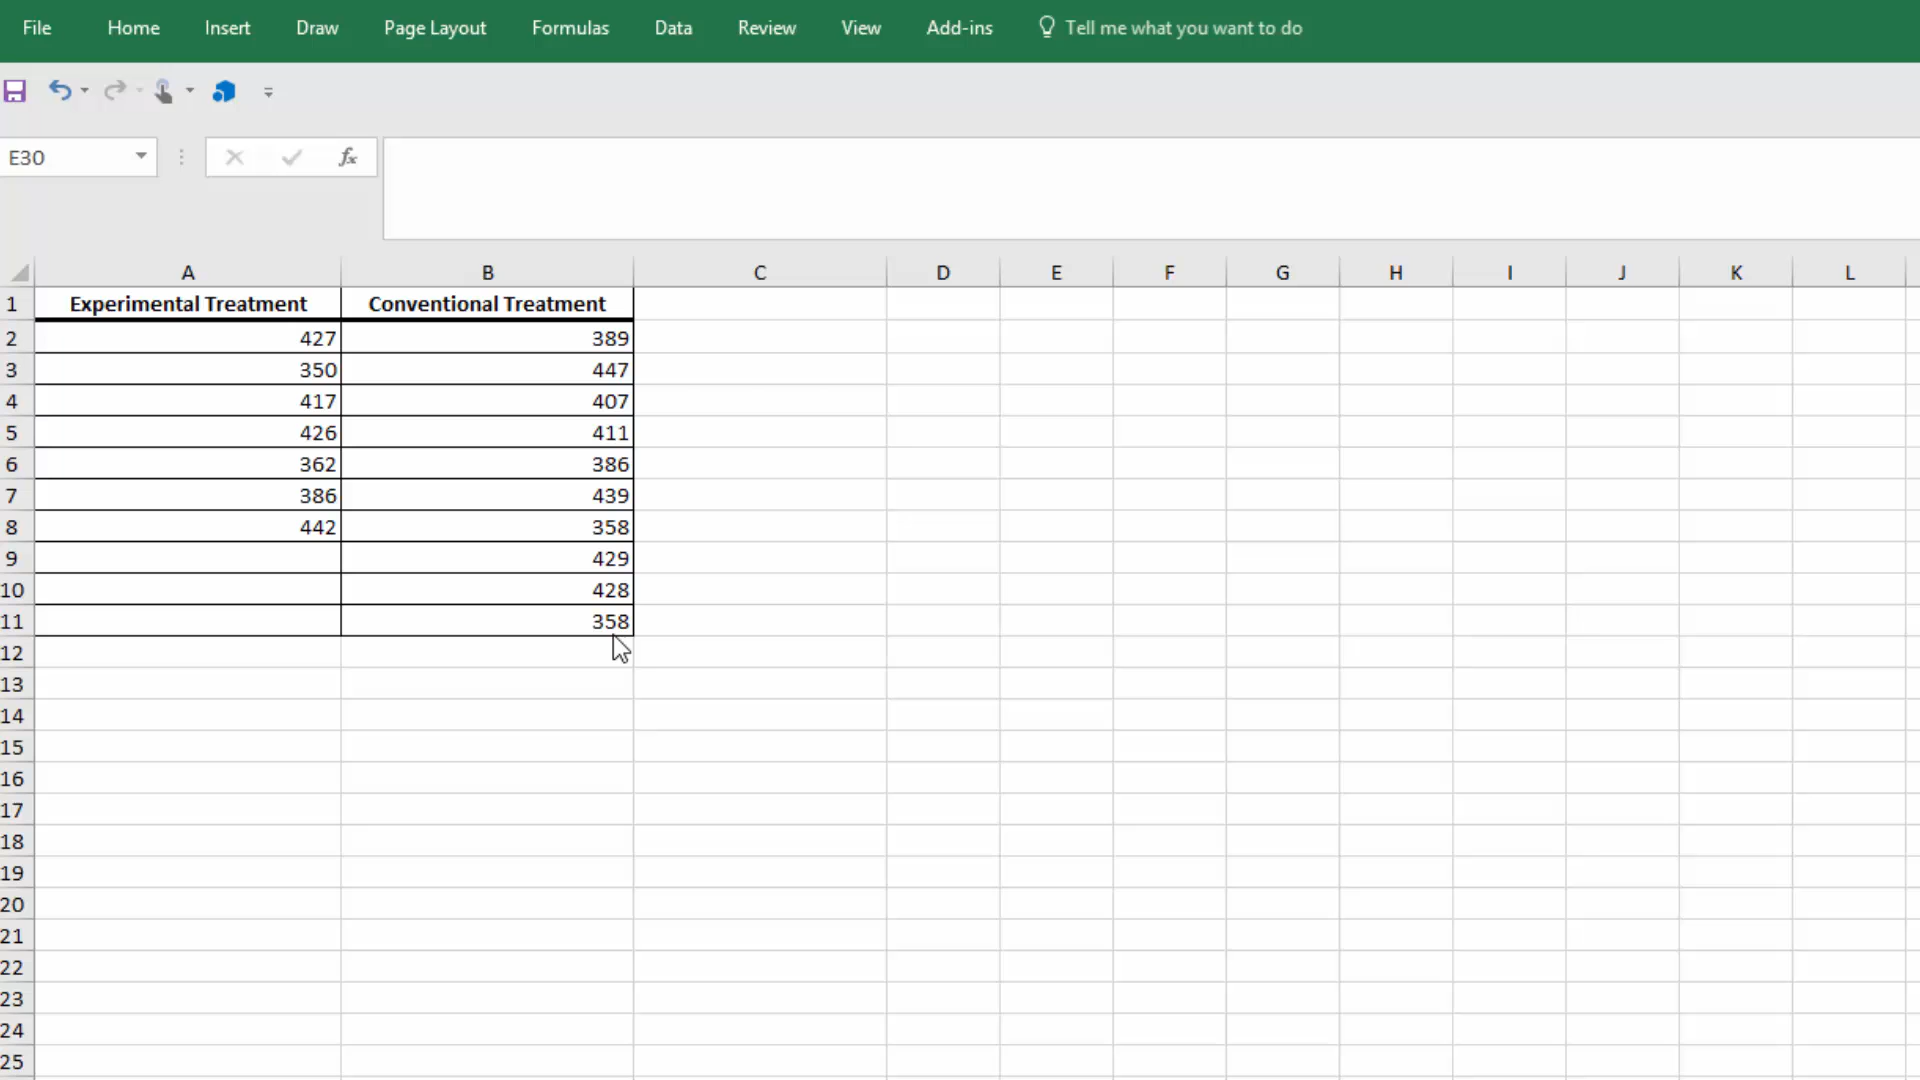 File Home Insert Draw Page Layout Formulas Data Review View Add-ins Tell me what you want to do
E30 fx
A B C D E F G H I J K L
1 Experimental Treatment Conventional Treatment
2 427 389
3 350 447
4 417 407
5 426 411
6 362 386
7 386 439
8 442 358
9 429
10 428
11 358
12
13
14
15
16
17
18
19
20
21
22
23
24
25